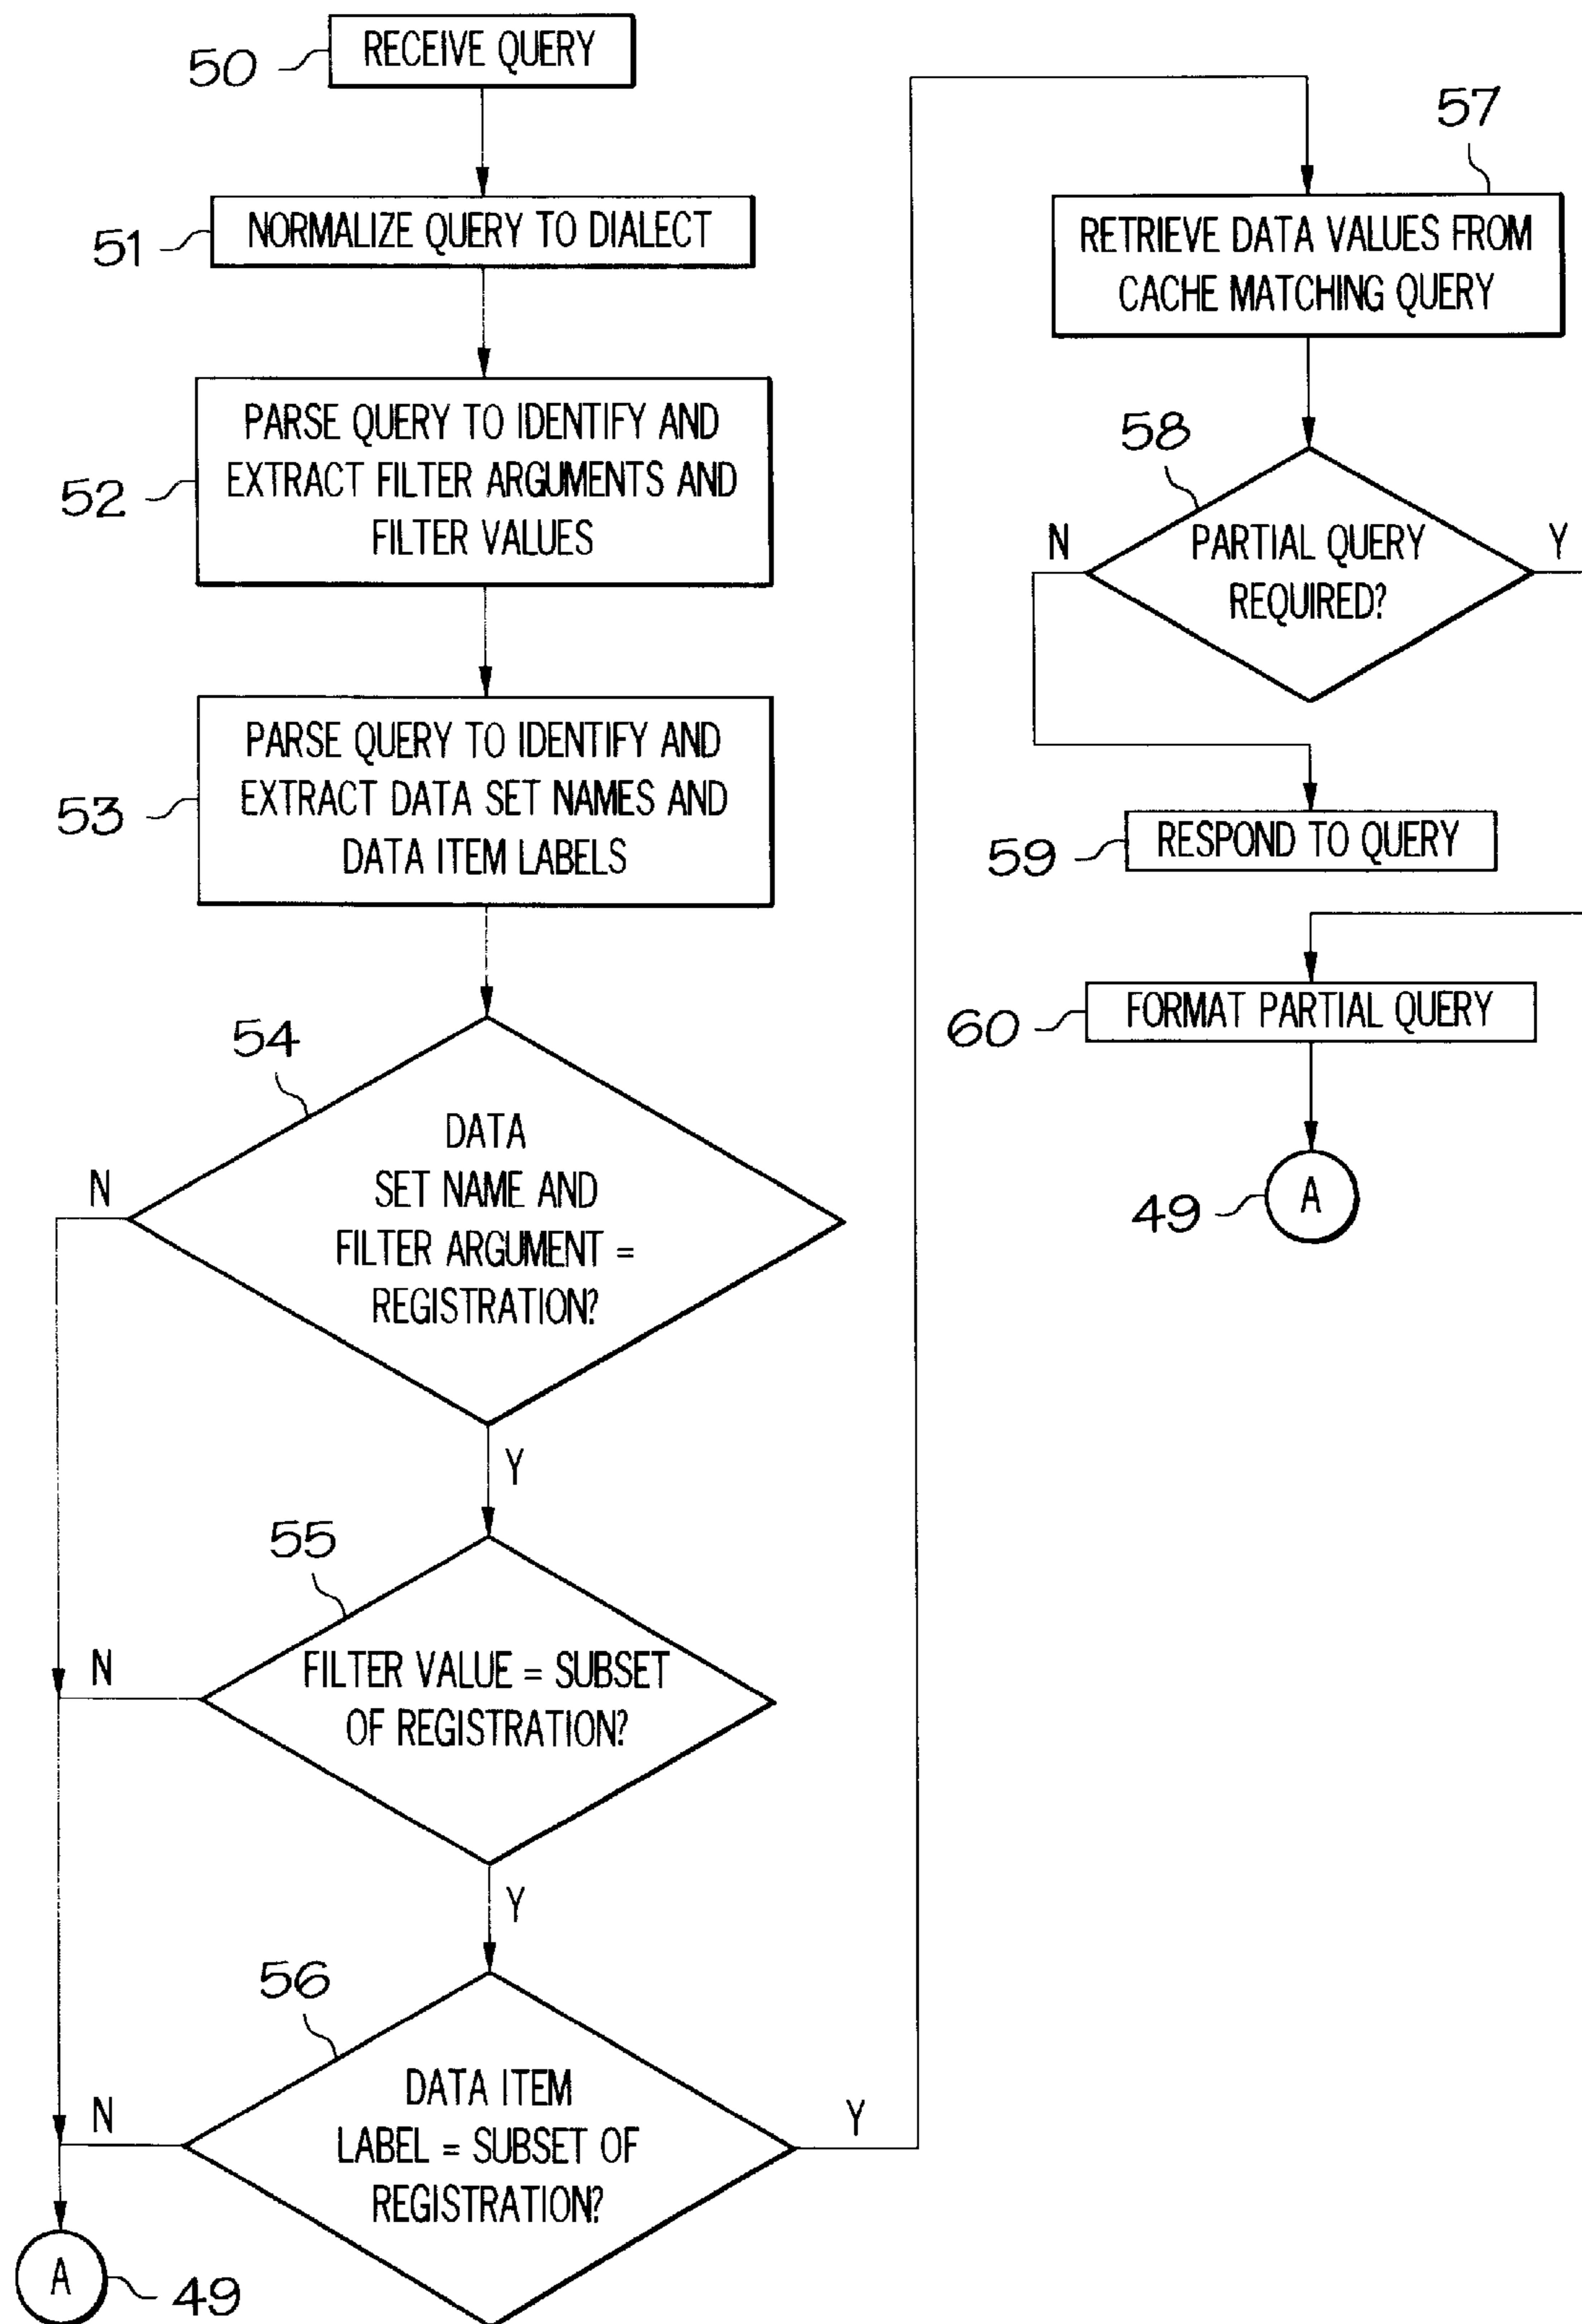 50
RECEIVE QUERY
51
NORMALIZE QUERY TO DIALECT
52
PARSE QUERY TO IDENTIFY AND
EXTRACT FILTER ARGUMENTS AND
FILTER VALUES
53
PARSE QUERY TO IDENTIFY AND
EXTRACT DATA SET NAMES AND
DATA ITEM LABELS
54
DATA
SET NAME AND
FILTER ARGUMENT =
REGISTRATION?
N
Y
55
FILTER VALUE = SUBSET
OF REGISTRATION?
N
Y
56
DATA ITEM
LABEL = SUBSET OF
REGISTRATION?
N
Y
A
49
57
RETRIEVE DATA VALUES FROM
CACHE MATCHING QUERY
58
PARTIAL QUERY
REQUIRED?
N
Y
59
RESPOND TO QUERY
60
FORMAT PARTIAL QUERY
49
A